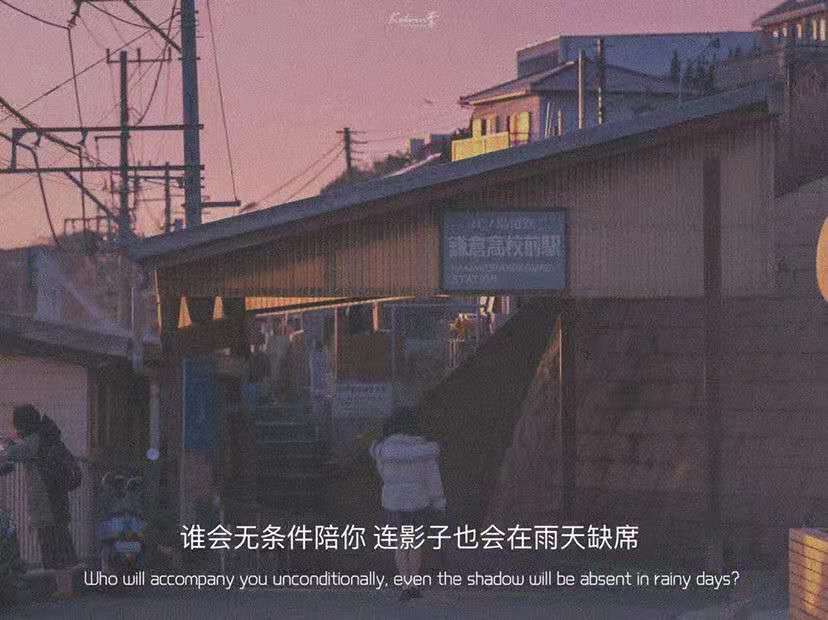 鎌倉高校前駅
STATION
谁会无条件陪你 连影子也会在雨天缺席
Who will accompany you unconditionally, even the shadow will be absent in rainy days?